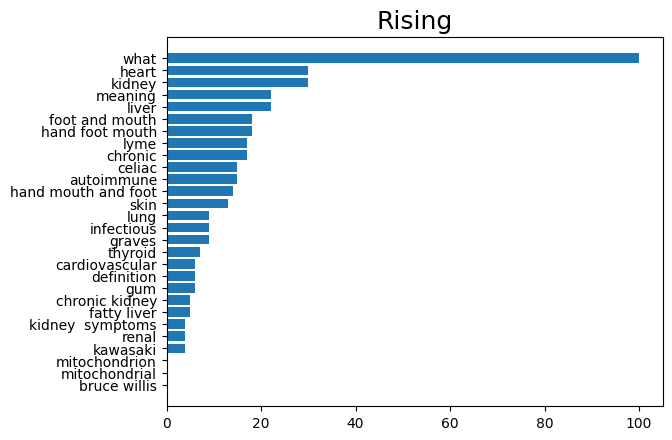 Rising
what
heart
kidney
meaning
liver
foot and mouth
hand foot mouth
lyme
chronic
celiac
autoimmune
hand mouth and foot
skin
lung
infectious
graves
thyroid
cardiovascular
definition
gum
chronic kidney
fatty liver
kidney  symptoms
renal
kawasaki
mitochondrion
mitochondrial
bruce willis
0 20 40 60 80 100